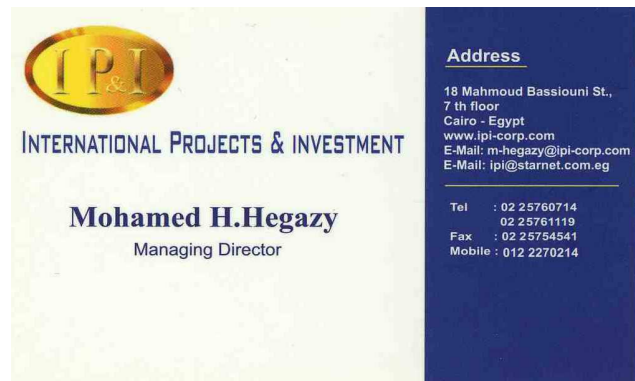 IP&I
INTERNATIONAL PROJECTS & INVESTMENT
Mohamed H.Hegazy
Managing Director
Address
18 Mahmoud Bassiouni St.,
7 th floor
Cairo - Egypt
www.ipi-corp.com
E-Mail: m-hegazy@ipi-corp.com
E-Mail: ipi@starnet.com.eg
Tel : 02 25760714
02 25761119
Fax : 02 25754541
Mobile : 012 2270214